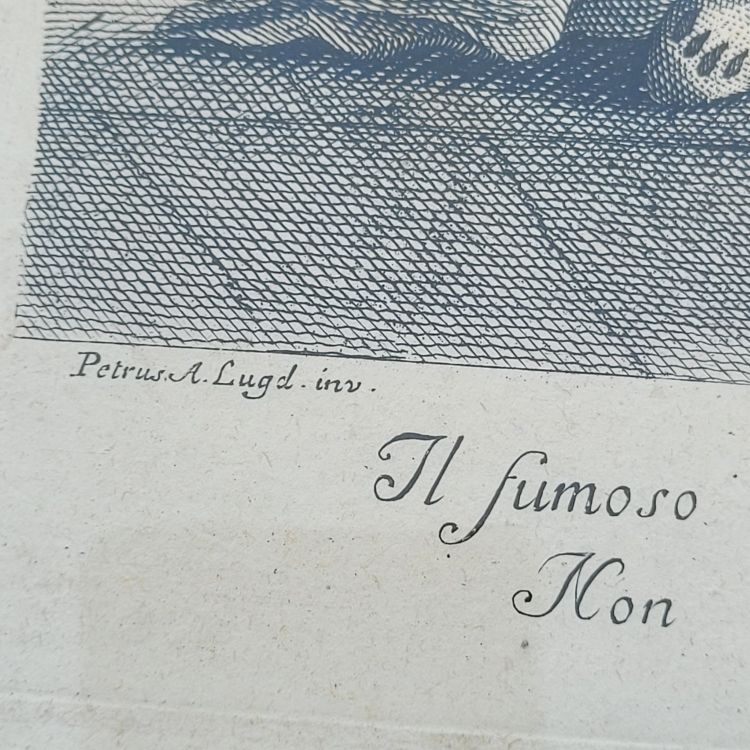 Petrus. A. Lugd. inv.
Il fumoso
Non